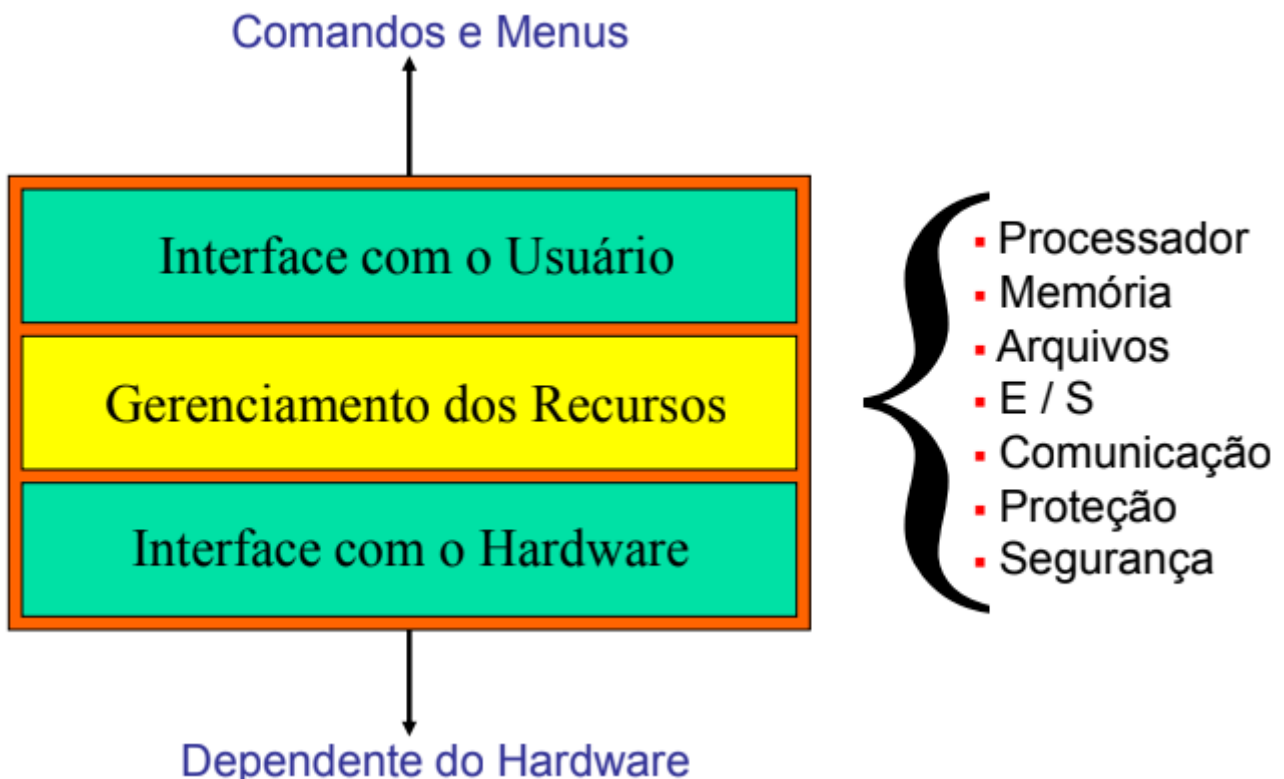 Comandos e Menus
Interface com o Usuário
Gerenciamento dos Recursos
Interface com o Hardware
Dependente do Hardware
▪ Processador
▪ Memória
▪ Arquivos
▪ E / S
▪ Comunicação
▪ Proteção
▪ Segurança